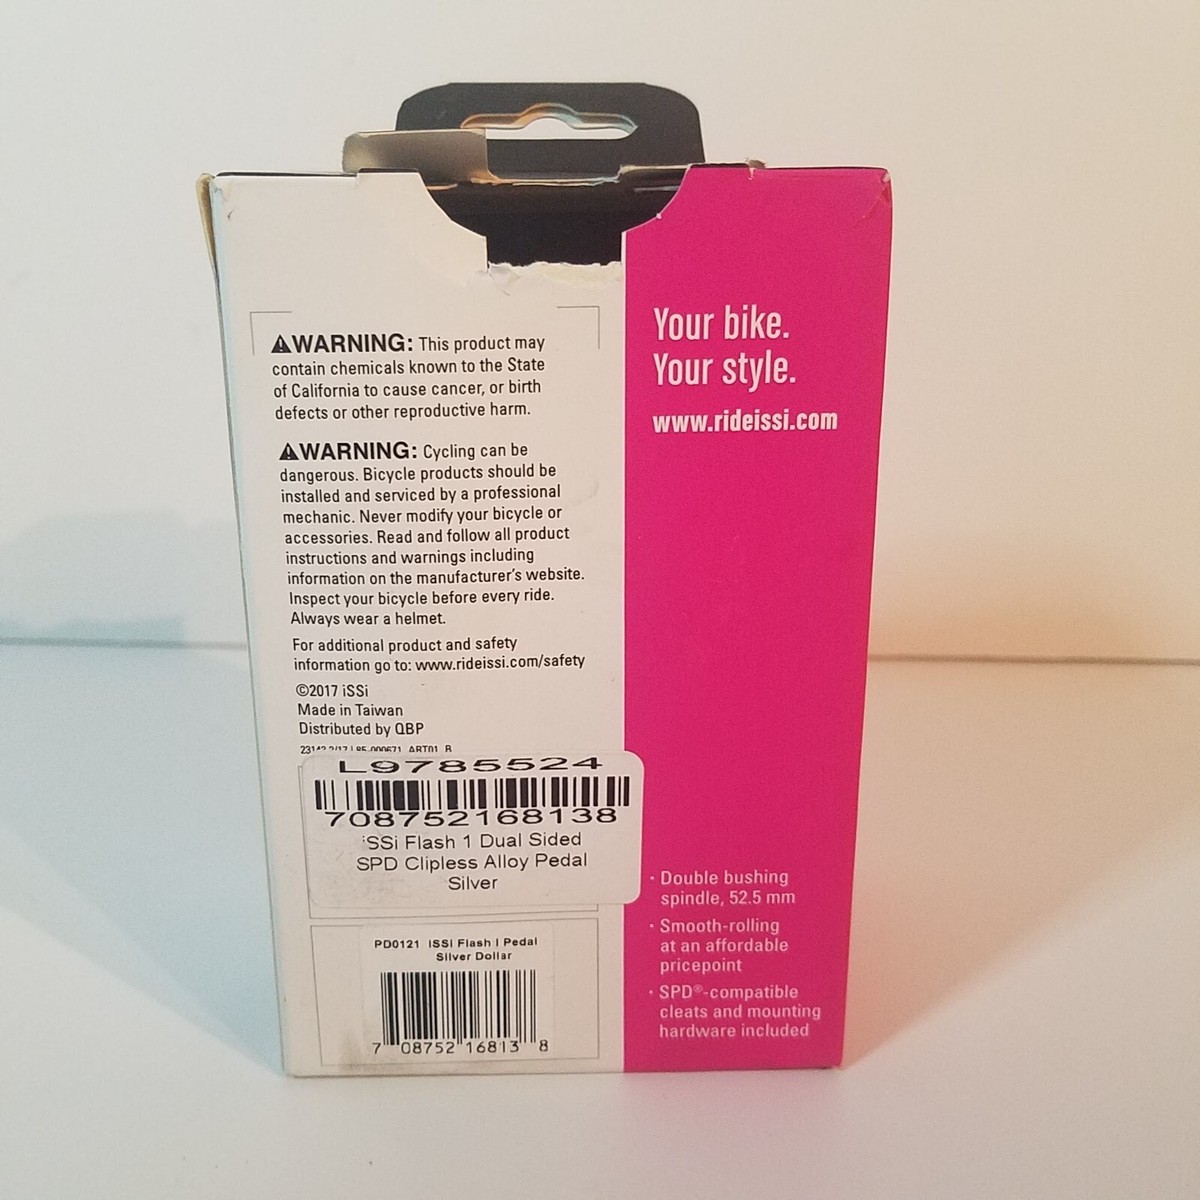 ⚠WARNING: This product may
contain chemicals known to the State
of California to cause cancer, or birth
defects or other reproductive harm.
⚠WARNING: Cycling can be
dangerous. Bicycle products should be
installed and serviced by a professional
mechanic. Never modify your bicycle or
accessories. Read and follow all product
instructions and warnings including
information on the manufacturer's website.
Inspect your bicycle before every ride.
Always wear a helmet.
For additional product and safety
information go to: www.rideissi.com/safety
©2017 iSSi
Made in Taiwan
Distributed by QBP
L9785524
708752168138
iSSi Flash 1 Dual Sided
SPD Clipless Alloy Pedal
Silver
PD0121 iSSi Flash I Pedal
Silver Dollar
7 08752 16813 8
Your bike.
Your style.
www.rideissi.com
· Double bushing
spindle, 52.5 mm
· Smooth-rolling
at an affordable
pricepoint
· SPD®-compatible
cleats and mounting
hardware included